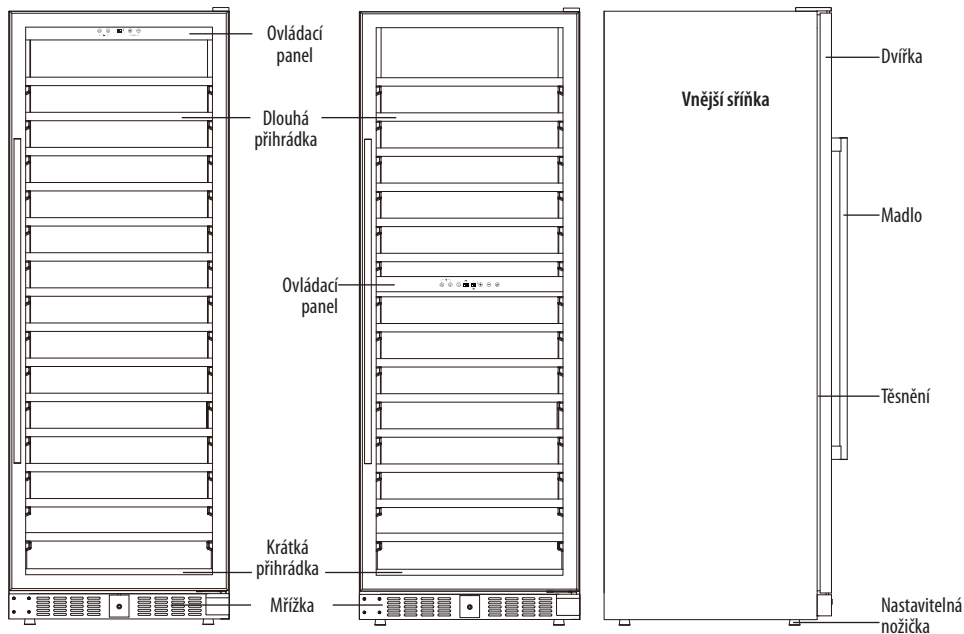 Ovládací
panel
Dlouhá
přihrádka
Ovládací
panel
Krátká
přihrádka
Mřížka
Vnější sříňka
Dvířka
Madlo
Těsnění
Nastavitelná
nožička